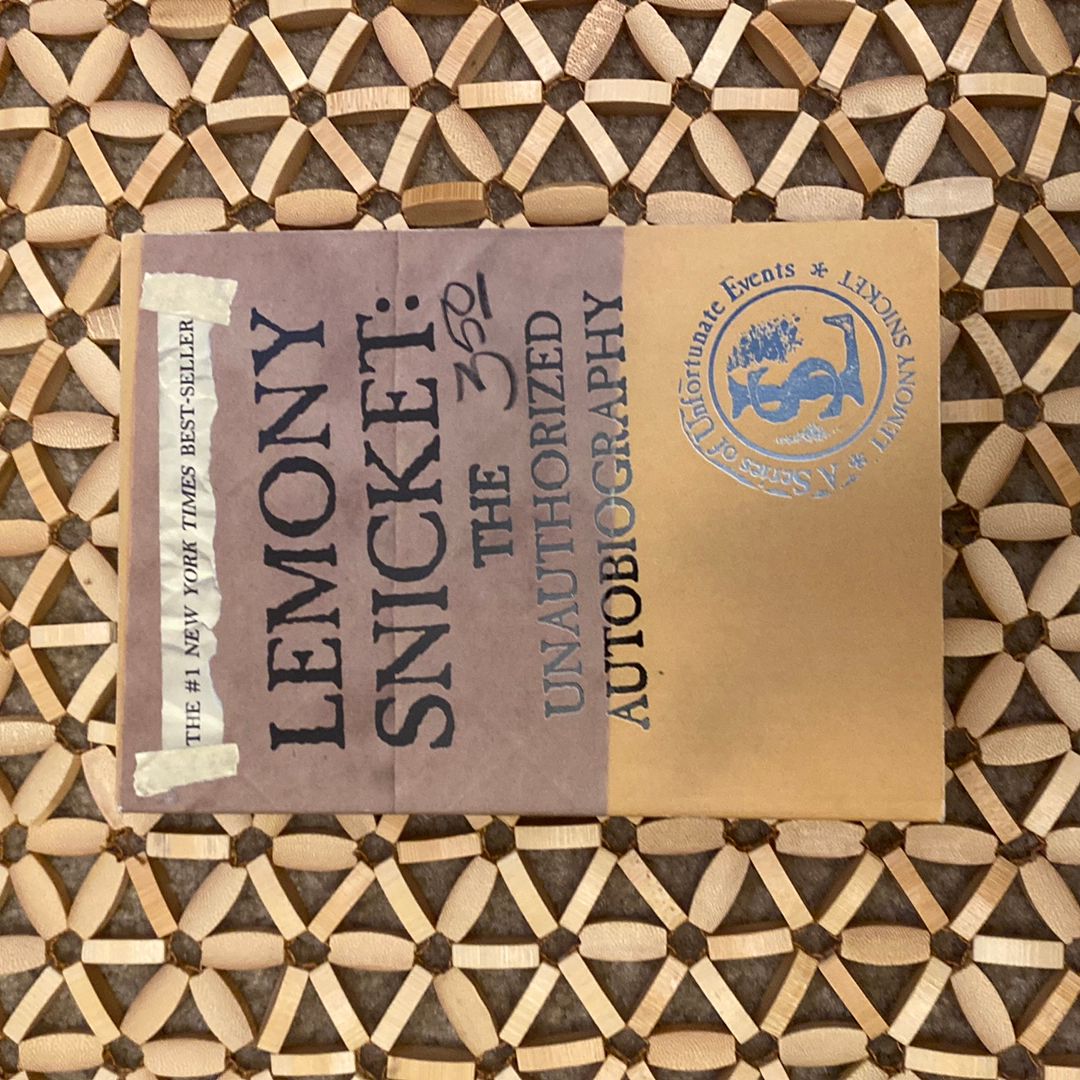 THE #1 NEW YORK TIMES BEST-SELLER
LEMONY
SNICKET:
350
THE
UNAUTHORIZED
AUTOBIOGRAPHY
A Series of Unfortunate Events * LEMONY SNICKET *